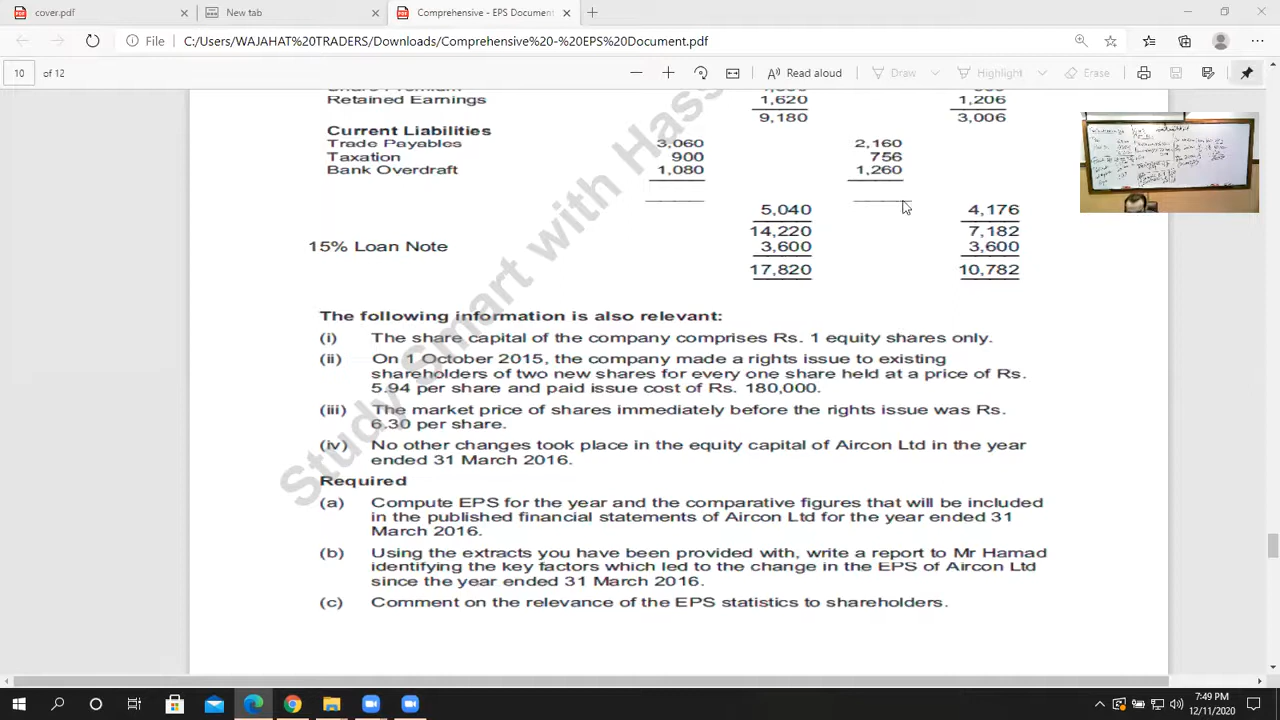 cover.pdf
New tab
Comprehensive - EPS Document
File C:/Users/WAJAHAT%20TRADERS/Downloads/Comprehensive%20-%20EPS%20Document.pdf
10 of 12
Read aloud
Draw
Highlight
Erase
Retained Earnings 1,620 1,206
9,180 3,006
Current Liabilities
Trade Payables 3,060 2,160
Taxation 900 756
Bank Overdraft 1,080 1,260
5,040 4,176
14,220 7,182
15% Loan Note 3,600 3,600
17,820 10,782
The following information is also relevant:
(i) The share capital of the company comprises Rs. 1 equity shares only.
(ii) On 1 October 2015, the company made a rights issue to existing
shareholders of two new shares for every one share held at a price of Rs.
5.94 per share and paid issue cost of Rs. 180,000.
(iii) The market price of shares immediately before the rights issue was Rs.
6.30 per share.
(iv) No other changes took place in the equity capital of Aircon Ltd in the year
ended 31 March 2016.
Required
(a) Compute EPS for the year and the comparative figures that will be included
in the published financial statements of Aircon Ltd for the year ended 31
March 2016.
(b) Using the extracts you have been provided with, write a report to Mr Hamad
identifying the key factors which led to the change in the EPS of Aircon Ltd
since the year ended 31 March 2016.
(c) Comment on the relevance of the EPS statistics to shareholders.
Study Smart with Hass
7:49 PM
12/11/2020